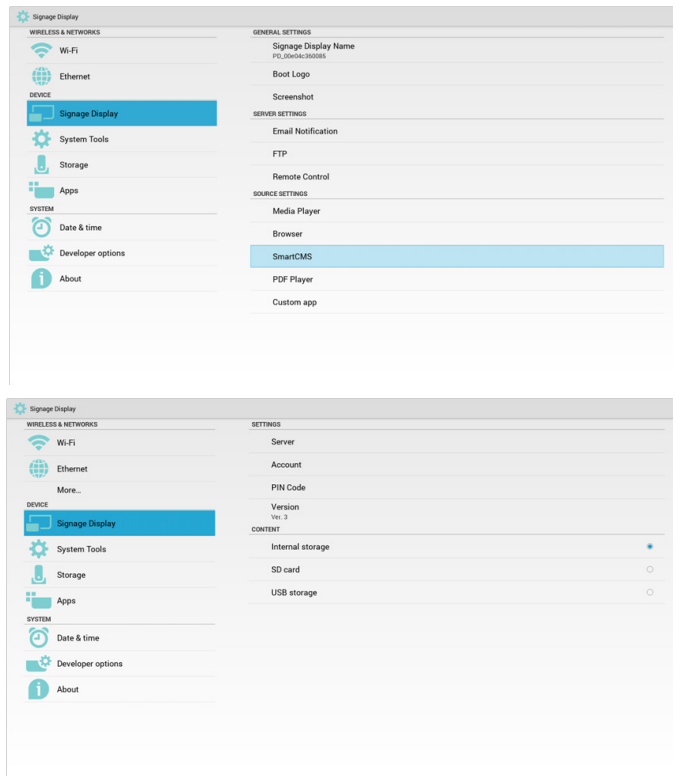 Signage Display
WIRELESS & NETWORKS
Wi-Fi
Ethernet
DEVICE
Signage Display
System Tools
Storage
Apps
SYSTEM
Date & time
Developer options
About
GENERAL SETTINGS
Signage Display Name
PD_00e04c360085
Boot Logo
Screenshot
SERVER SETTINGS
Email Notification
FTP
Remote Control
SOURCE SETTINGS
Media Player
Browser
SmartCMS
PDF Player
Custom app
Signage Display
WIRELESS & NETWORKS
Wi-Fi
Ethernet
More...
DEVICE
Signage Display
System Tools
Storage
Apps
SYSTEM
Date & time
Developer options
About
SETTINGS
Server
Account
PIN Code
Version
Ver. 3
CONTENT
Internal storage
SD card
USB storage